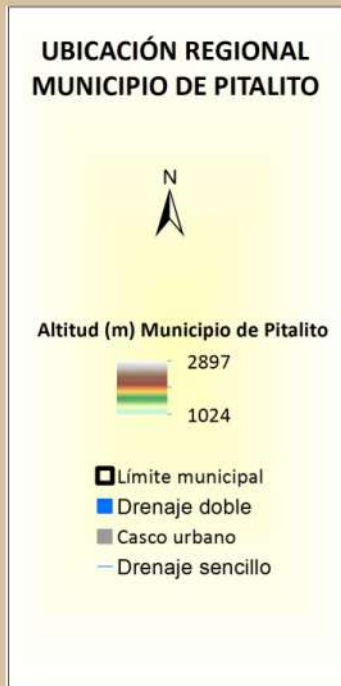 UBICACIÓN REGIONAL
MUNICIPIO DE PITALITO
N
Altitud (m) Municipio de Pitalito
2897
1024
Límite municipal
Drenaje doble
Casco urbano
Drenaje sencillo